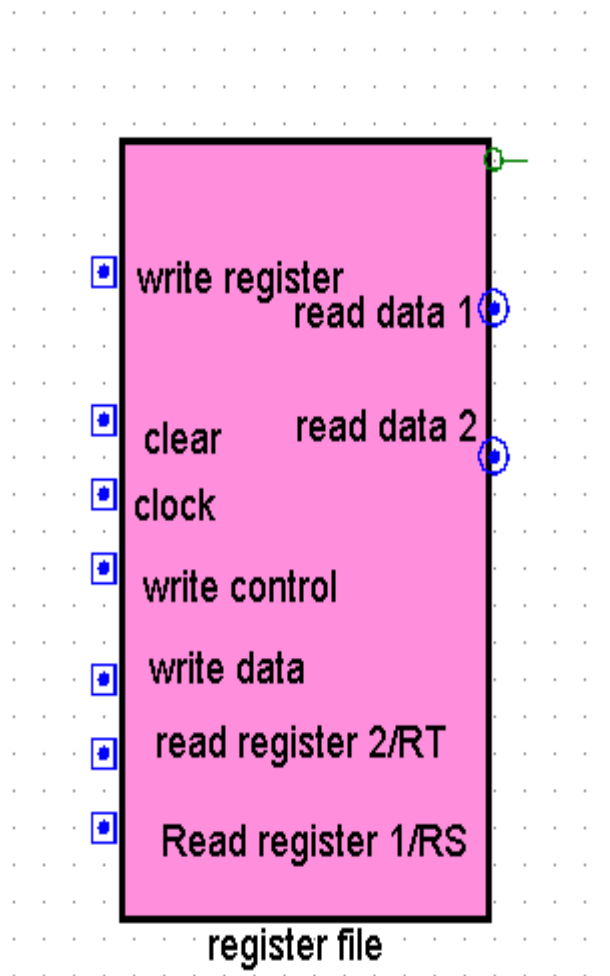 write register
read data 1
clear
read data 2
clock
write control
write data
read register 2/RT
Read register 1/RS
register file